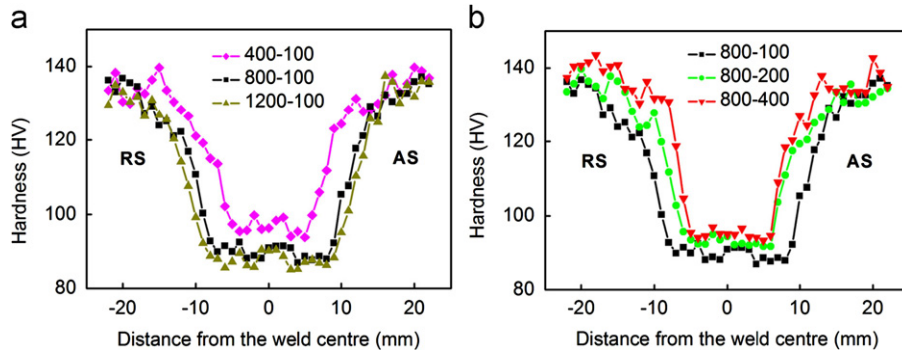 a
140
120
100
80
Hardness (HV)
400-100
800-100
1200-100
RS
AS
-20 -10 0 10 20
Distance from the weld centre (mm)
b
160
140
120
100
80
Hardness (HV)
800-100
800-200
800-400
RS
AS
-20 -10 0 10 20
Distance from the weld centre (mm)